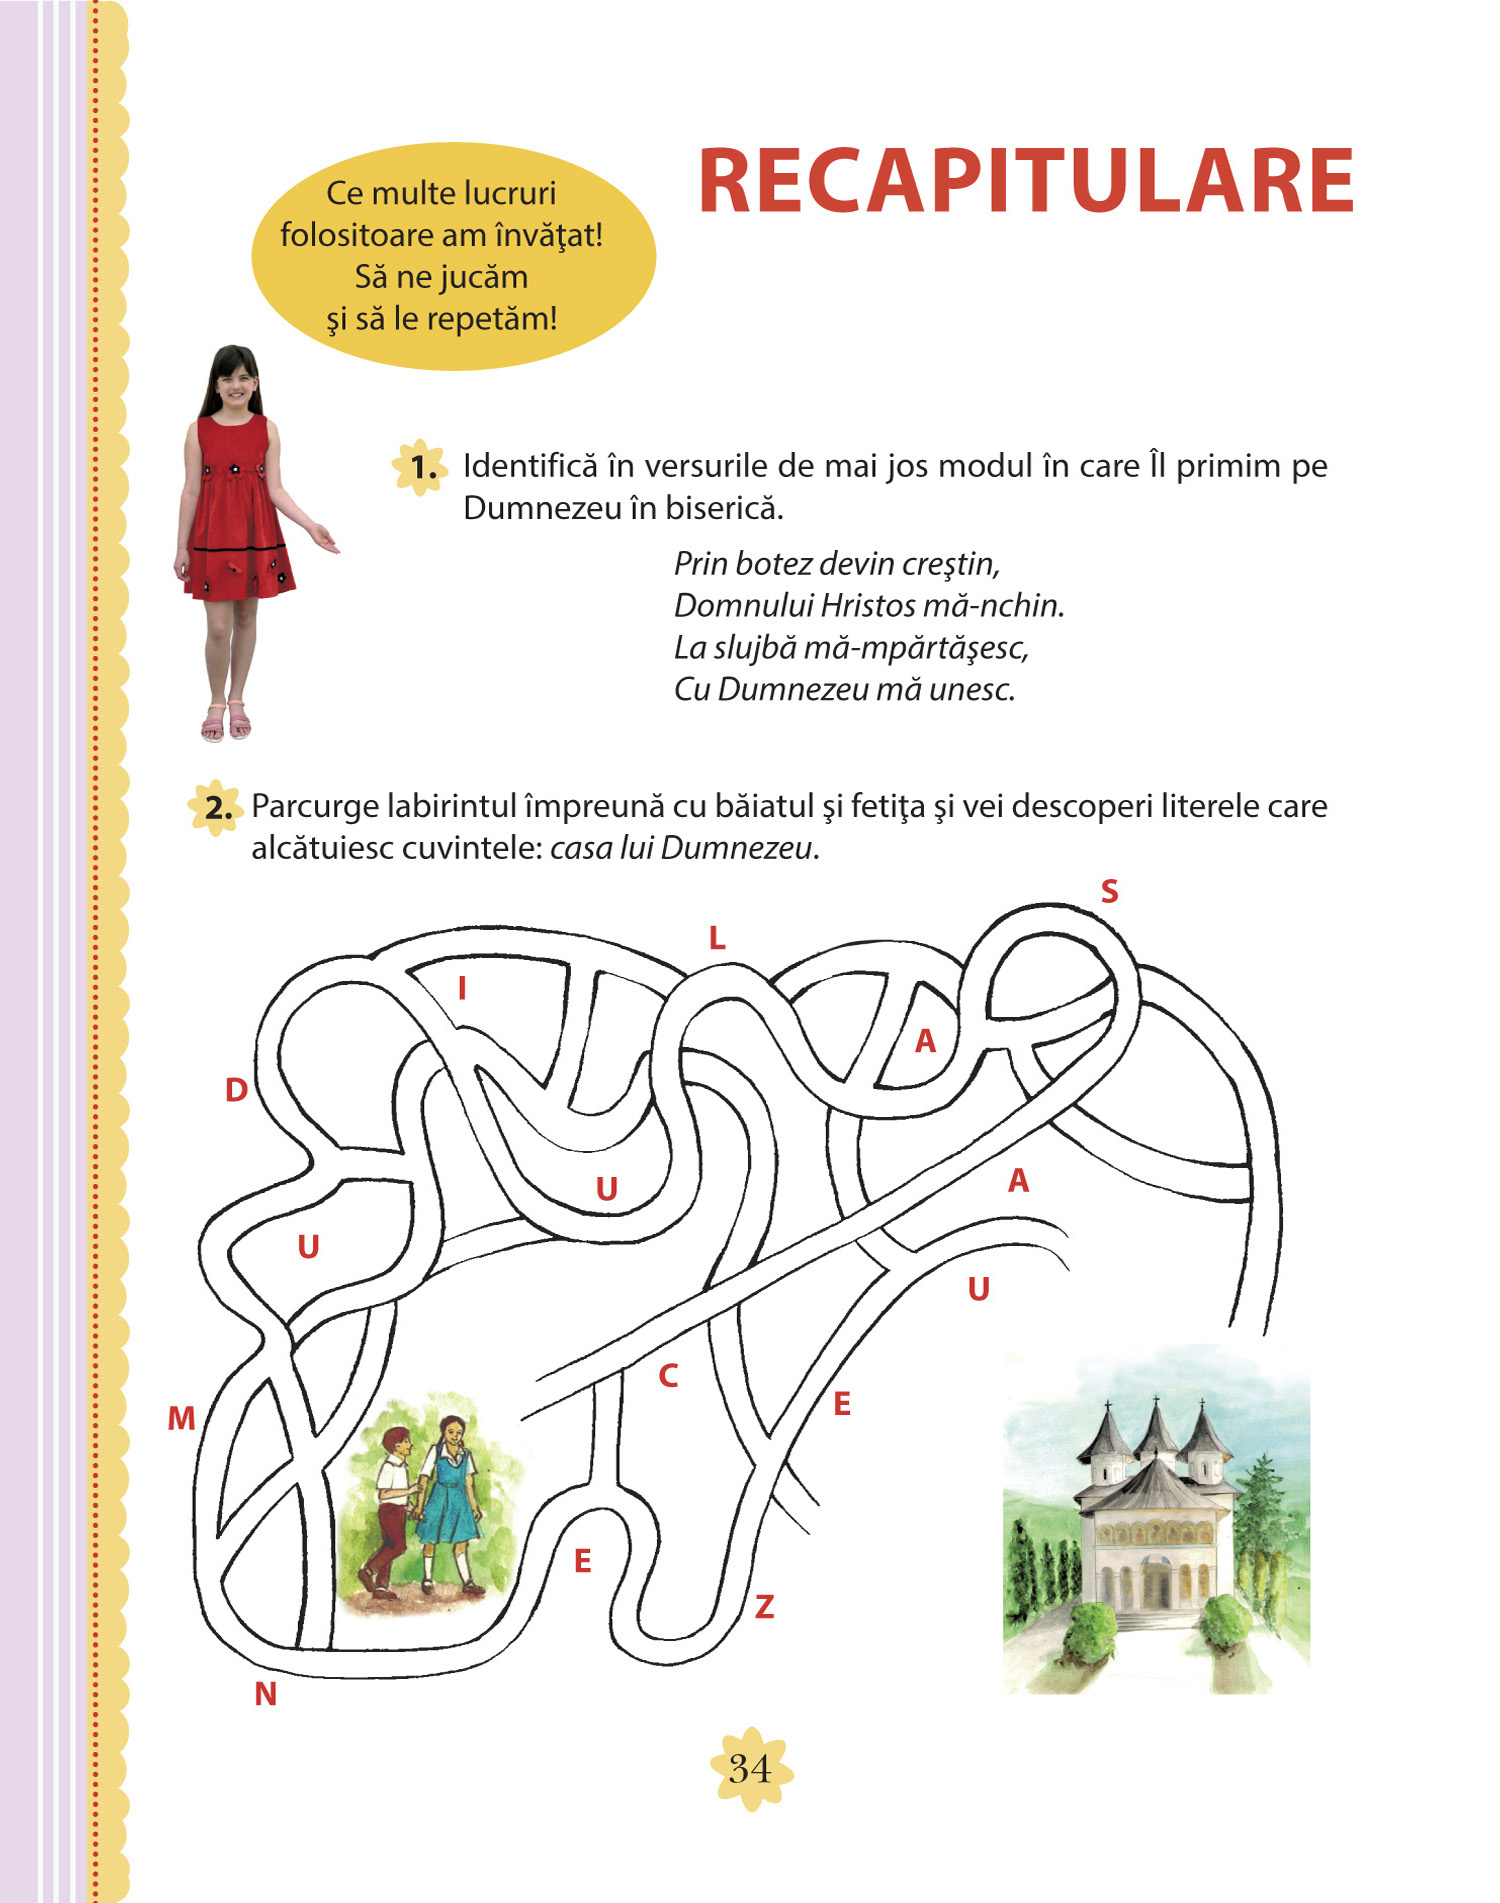 RECAPITULARE
Ce multe lucruri
folositoare am învăţat!
Să ne jucăm
şi să le repetăm!
1. Identifică în versurile de mai jos modul în care Îl primim pe
Dumnezeu în biserică.
Prin botez devin creştin,
Domnului Hristos mă-nchin.
La slujbă mă-mpărtăşesc,
Cu Dumnezeu mă unesc.
2. Parcurge labirintul împreună cu băiatul şi fetiţa şi vei descoperi literele care
alcătuiesc cuvintele: casa lui Dumnezeu.
S
L
I
A
D
A
U
U
U
C
E
M
E
Z
N
34